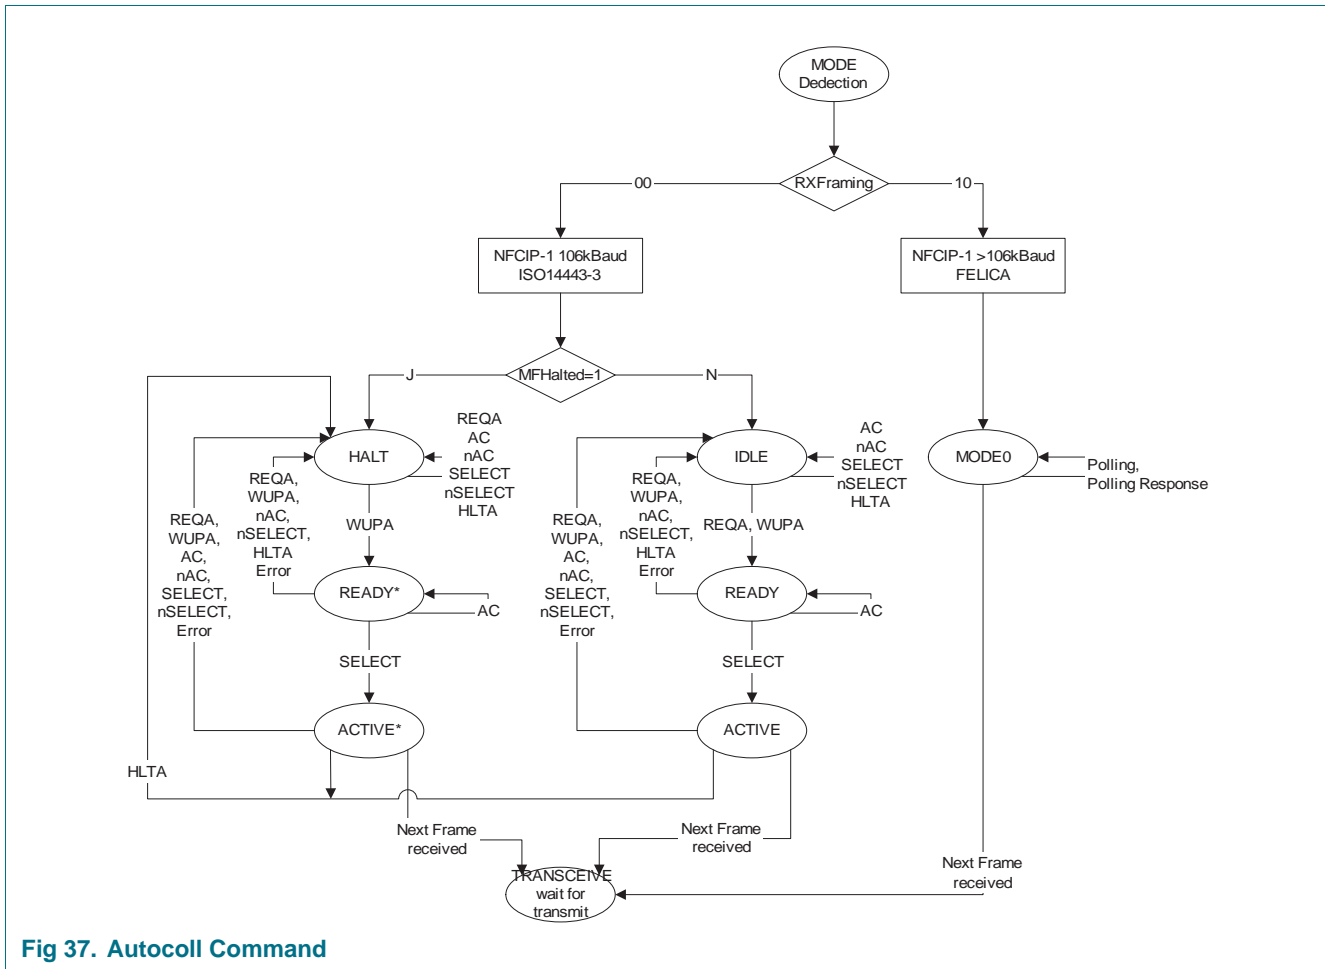 MODE
Dedection
RXFraming
00
10
NFCIP-1 106kBaud
ISO14443-3
NFCIP-1 >106kBaud
FELICA
MFHalted=1
J
N
HALT
REQA
AC
nAC
SELECT
nSELECT
HLTA
IDLE
AC
nAC
SELECT
nSELECT
HLTA
MODE0
Polling,
Polling Response
REQA,
WUPA,
AC,
nAC,
SELECT,
nSELECT,
Error
REQA,
WUPA,
nAC,
nSELECT,
HLTA
Error
WUPA
REQA,
WUPA,
AC,
nAC,
SELECT,
nSELECT,
Error
REQA,
WUPA,
nAC,
nSELECT,
HLTA
Error
REQA, WUPA
READY*
AC
READY
AC
SELECT
SELECT
ACTIVE*
ACTIVE
HLTA
Next Frame
received
Next Frame
received
Next Frame
received
TRANSCEIVE
wait for
transmit
Fig 37. Autocoll Command